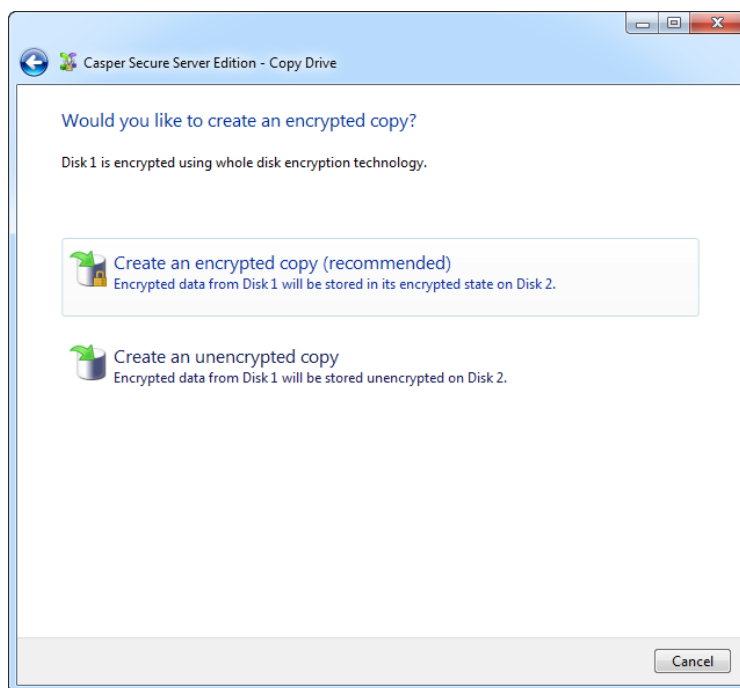 Casper Secure Server Edition - Copy Drive
Would you like to create an encrypted copy?
Disk 1 is encrypted using whole disk encryption technology.
Create an encrypted copy (recommended)
Encrypted data from Disk 1 will be stored in its encrypted state on Disk 2.
Create an unencrypted copy
Encrypted data from Disk 1 will be stored unencrypted on Disk 2.
Cancel